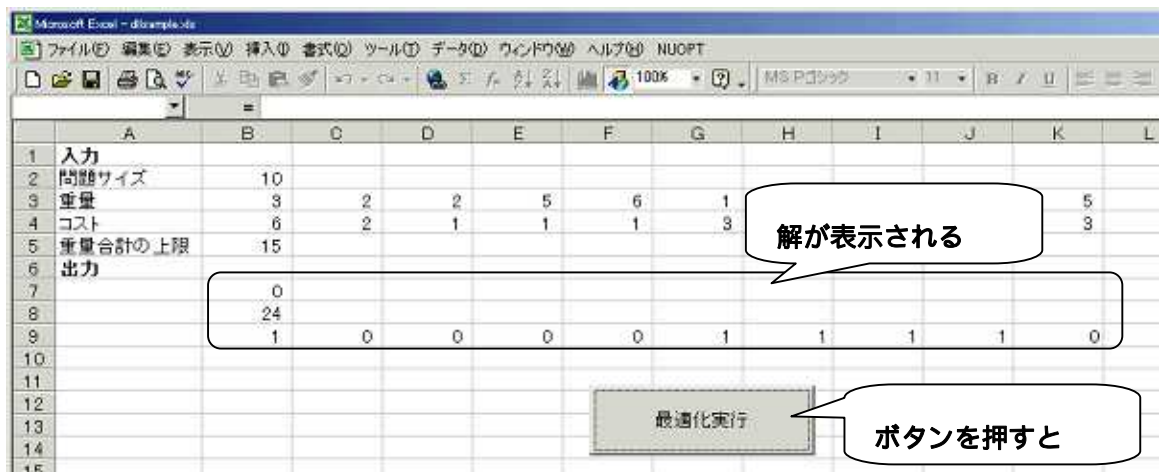 Microsoft Excel - dllsample.xls
ファイル(F) 編集(E) 表示(V) 挿入(I) 書式(O) ツール(T) データ(D) ウィンドウ(W) ヘルプ(H) NUOPT
100% MS Pゴシック 11 B I U
=
A B C D E F G H I J K L
1 入力
2 問題サイズ 10
3 重量 3 2 2 5 6 1 5
4 コスト 6 2 1 1 1 3 3
5 重量合計の上限 15
6 出力
解が表示される
7 0
8 24
9 1 0 0 0 0 1 1 1 1 0
10
11
12
13
14
15
最適化実行
ボタンを押すと